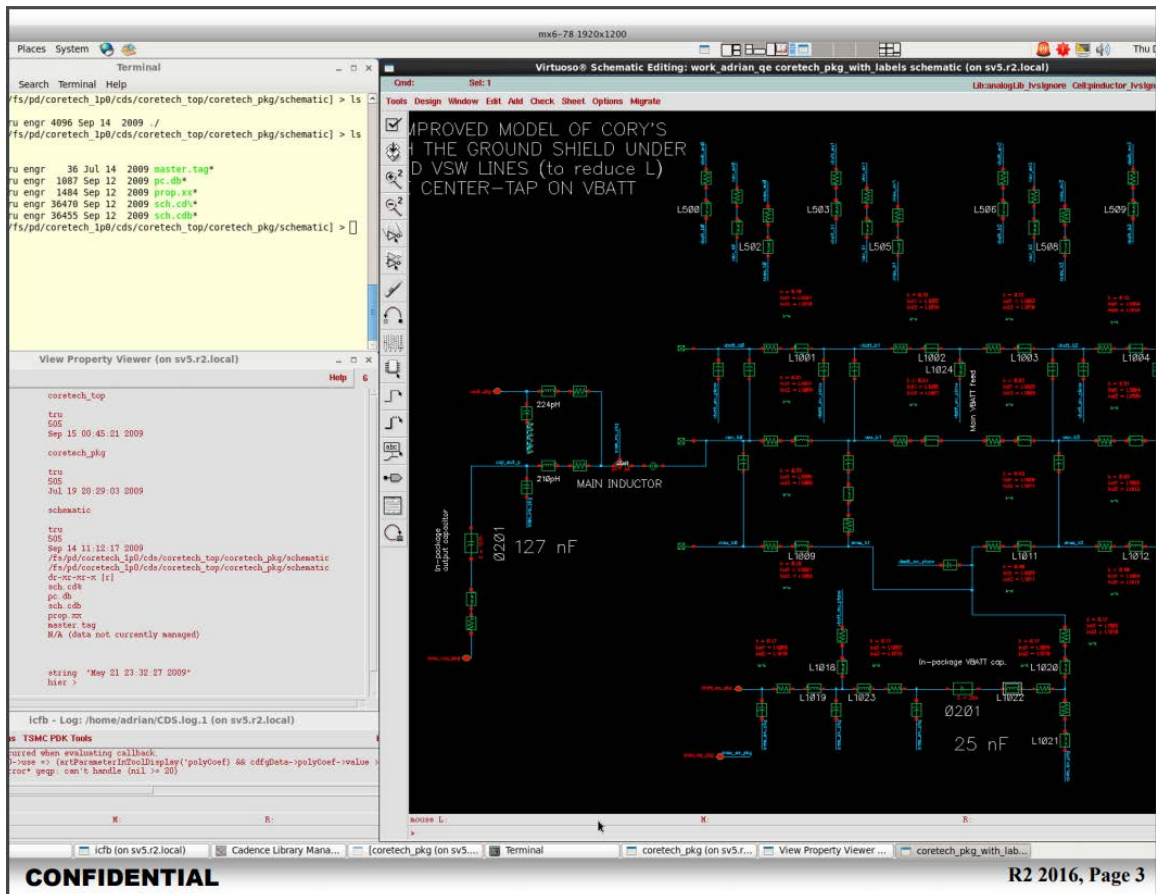 mx6-78 1920x1200
Places System
Thu D
Terminal
Search Terminal Help
/fs/pd/coretech_1p0/cds/coretech_top/coretech_pkg/schematic] > ls
ru engr 4096 Sep 14 2009 ./
/fs/pd/coretech_1p0/cds/coretech_top/coretech_pkg/schematic] > ls
ru engr 36 Jul 14 2009 master.tag*
ru engr 1087 Sep 12 2009 pc.db*
ru engr 1484 Sep 12 2009 prop.xx*
ru engr 36470 Sep 12 2009 sch.cd%*
ru engr 36455 Sep 12 2009 sch.cdb*
/fs/pd/coretech_1p0/cds/coretech_top/coretech_pkg/schematic] >
View Property Viewer (on sv5.r2.local)
Help 6
coretech_top
tru
505
Sep 15 00:45:21 2009
coretech_pkg
tru
505
Jul 19 20:29:03 2009
schematic
tru
505
Sep 14 11:12:17 2009
/fs/pd/coretech_1p0/cds/coretech_top/coretech_pkg/schematic
/fs/pd/coretech_1p0/cds/coretech_top/coretech_pkg/schematic
dr-xr-xr-x [r]
sch.cd%
pc.db
sch.cdb
prop.xx
master.tag
N/A (data not currently managed)
string "May 21 23:32:27 2009"
hier >
icfb - Log: /home/adrian/CDS.log.1 (on sv5.r2.local)
s TSMC PDK Tools
curred when evaluating callback.
0->use => (artParameterInToolDisplay('polyCoef) && cdfgData->polyCoef->value >
rror* geqp: can't handle (nil >= 20)
M: R:
Virtuoso® Schematic Editing: work_adrian_qe coretech_pkg_with_labels schematic (on sv5.r2.local)
Cmd: Sel: 1
Lib:analogLib_lvsIgnore Cell:pinductor_lvsIgn
Tools Design Window Edit Add Check Sheet Options Migrate
MPROVED MODEL OF CORY'S
H THE GROUND SHIELD UNDER
D VSW LINES (to reduce L)
CENTER-TAP ON VBATT
L500 L503 L506 L509
L502 L505 L508
L1001 L1002 L1003 L1004
L1024
Main VBATT feed
224pH
210pH
MAIN INDUCTOR
In-package output capacitor
0201 127 nF
L1009 L1011 L1012
In-package VBATT cap.
L1018 L1020
L1019 L1023 L1022
0201
25 nF
L1021
mouse L: M: R:
>
icfb (on sv5.r2.local) Cadence Library Mana... [coretech_pkg (on sv5.... Terminal coretech_pkg (on sv5.r... View Property Viewer ... coretech_pkg_with_lab...
CONFIDENTIAL
R2 2016, Page 3